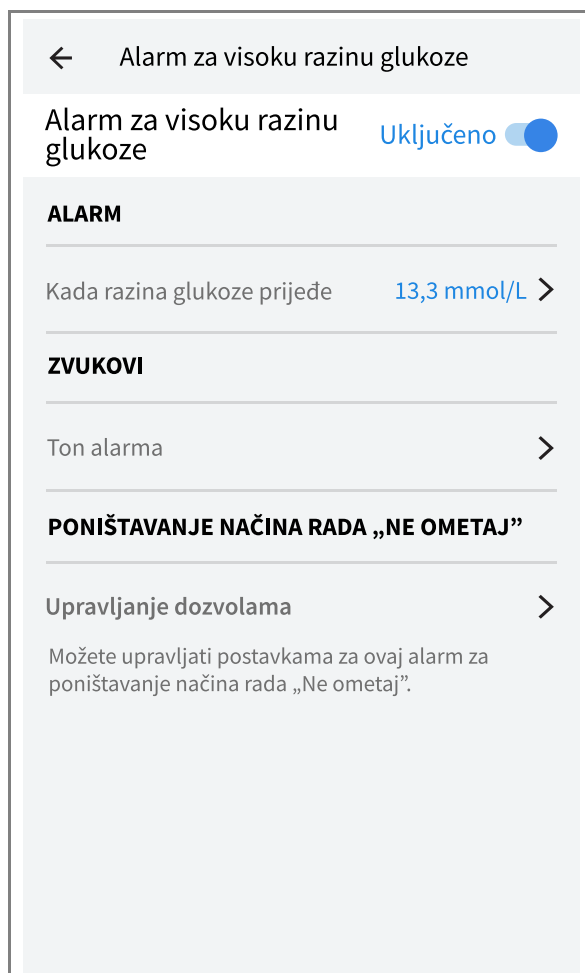 Alarm za visoku razinu glukoze
Alarm za visoku razinu
glukoze
Uključeno
ALARM
Kada razina glukoze prijeđe 13,3 mmol/L
ZVUKOVI
Ton alarma
PONIŠTAVANJE NAČINA RADA „NE OMETAJ”
Upravljanje dozvolama
Možete upravljati postavkama za ovaj alarm za
poništavanje načina rada „Ne ometaj”.